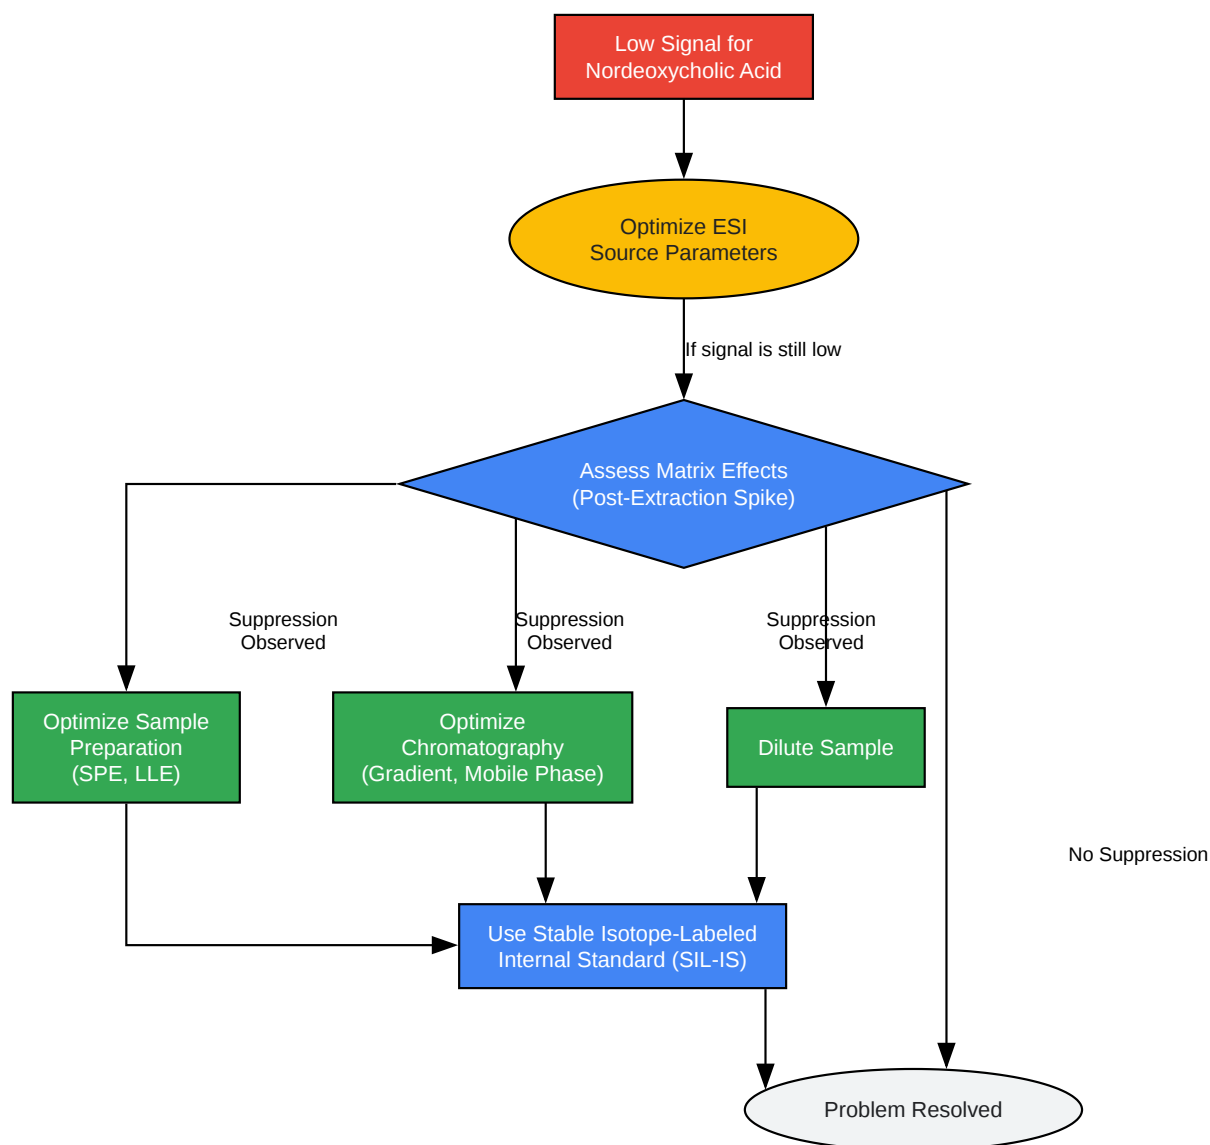 Low Signal for
Nordeoxycholic Acid
Optimize ESI
Source Parameters
If signal is still low
Assess Matrix Effects
(Post-Extraction Spike)
Suppression
Observed
Suppression
Observed
Suppression
Observed
Optimize Sample
Preparation
(SPE, LLE)
Optimize
Chromatography
(Gradient, Mobile Phase)
Dilute Sample
No Suppression
Use Stable Isotope-Labeled
Internal Standard (SIL-IS)
Problem Resolved